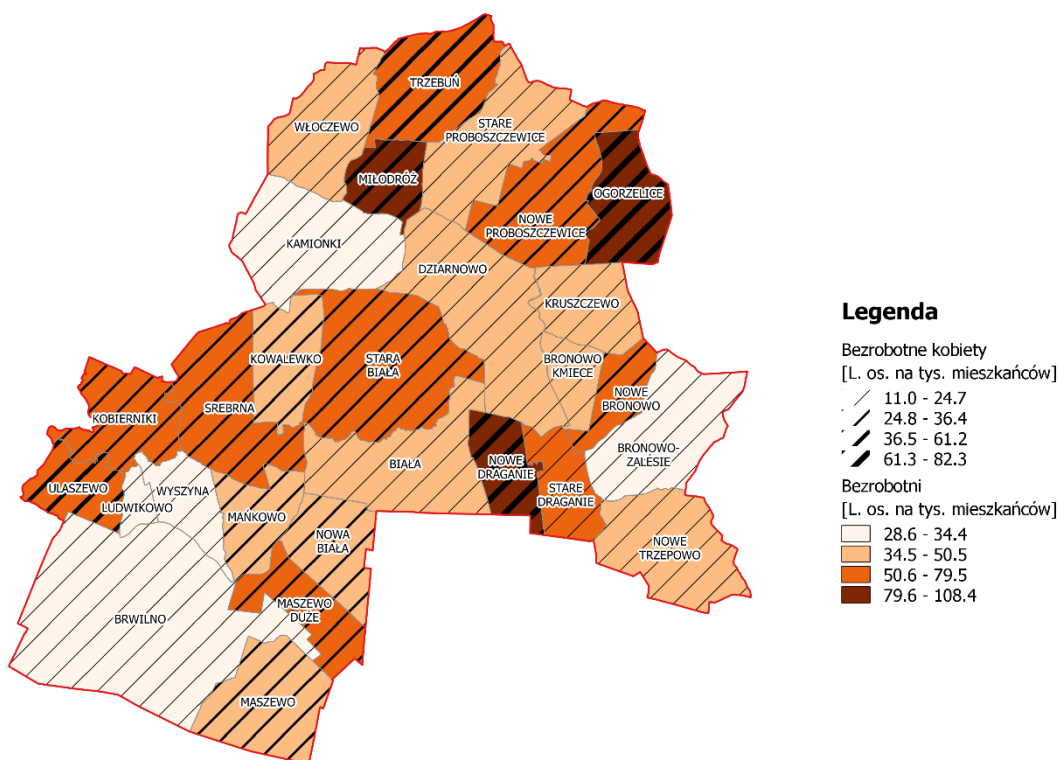 TRZEBUŃ
WŁOCZEWO
STARE
PROBOSZCZEWICE
MIŁODRÓŻ
OGORZELICE
NOWE
PROBOSZCZEWICE
KAMIONKI
DZIARNOWO
KRUSZCZEWO
KOWALEWKO
STARA
BIAŁA
BRONOWO
KMIECE
NOWE
BRONOWO
SREBRNA
KOBIERNIKI
BRONOWO-
ZALESIE
BIAŁA
NOWE
DRAGANIE
STARE
DRAGANIE
ULASZEWO
WYSZYNA
LUDWIKOWO
MAŃKOWO
NOWA
BIAŁA
NOWE
TRZEPOWO
MASZEWO
DUŻE
BRWILNO
MASZEWO
Legenda
Bezrobotne kobiety
[L. os. na tys. mieszkańców]
11.0 - 24.7
24.8 - 36.4
36.5 - 61.2
61.3 - 82.3
Bezrobotni
[L. os. na tys. mieszkańców]
28.6 - 34.4
34.5 - 50.5
50.6 - 79.5
79.6 - 108.4